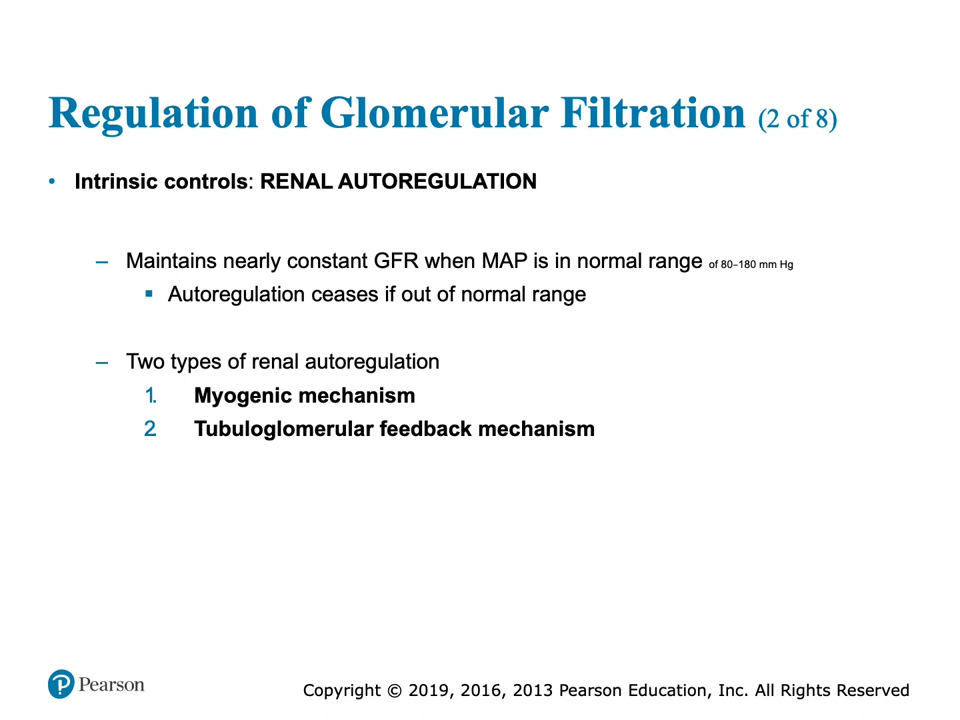 Regulation of Glomerular Filtration (2 of 8)
• Intrinsic controls: RENAL AUTOREGULATION
– Maintains nearly constant GFR when MAP is in normal range of 80–180 mm Hg
▪ Autoregulation ceases if out of normal range
– Two types of renal autoregulation
1. Myogenic mechanism
2 Tubuloglomerular feedback mechanism
P Pearson
Copyright © 2019, 2016, 2013 Pearson Education, Inc. All Rights Reserved